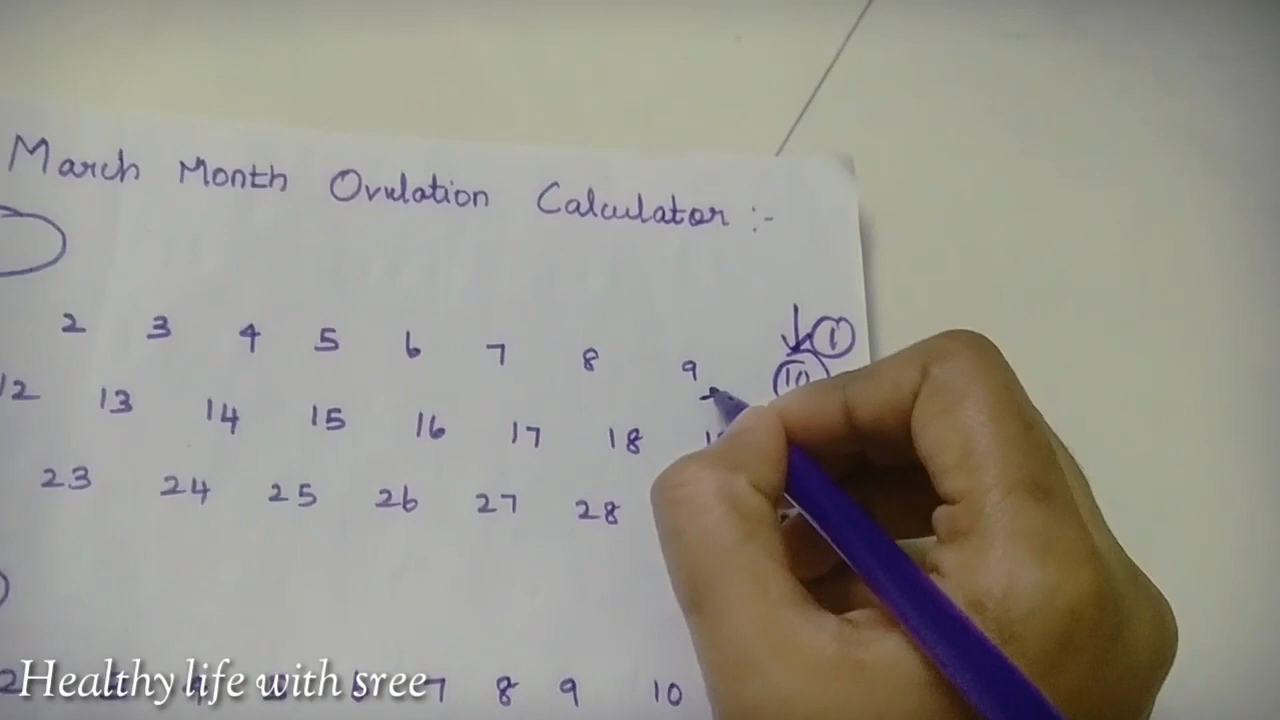 March Month Ovulation Calculator :-
1
2 3 4 5 6 7 8 9 10
12 13 14 15 16 17 18
23 24 25 26 27 28
7 8 9 10
Healthy life with sree